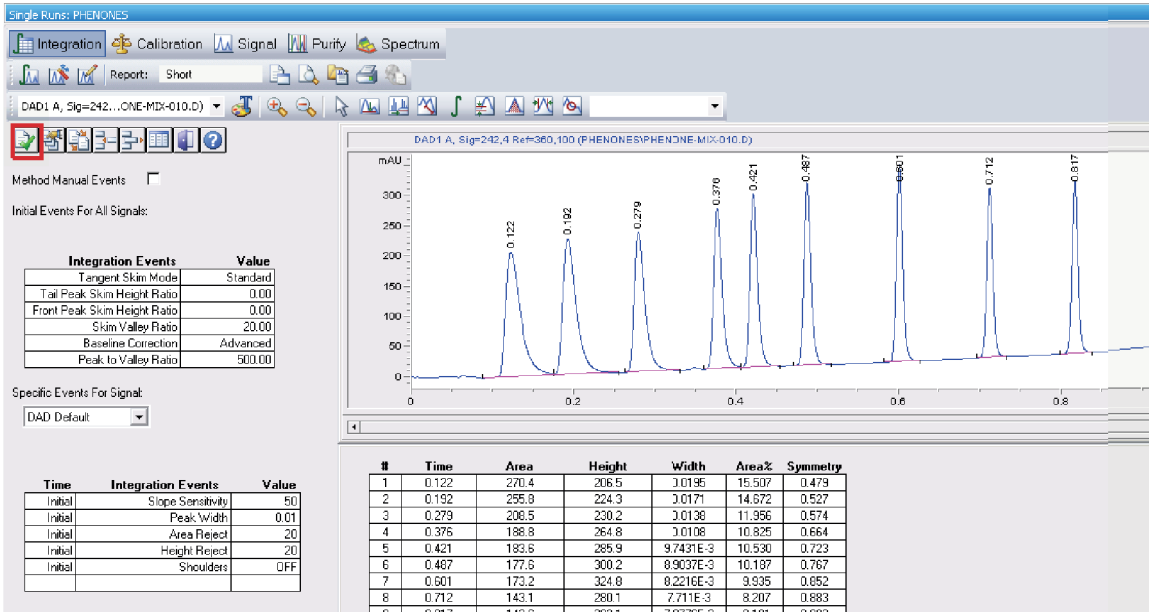 Single Runs: PHENONES
Integration Calibration Signal Purify Spectrum
Report: Short
DAD1 A, Sig=242...ONE-MIX-010.D)
Method Manual Events
Initial Events For All Signals:
Integration Events Value
Tangent Skim Mode Standard
Tail Peak Skim Height Ratio 0.00
Front Peak Skim Height Ratio 0.00
Skim Valley Ratio 20.00
Baseline Correction Advanced
Peak to Valley Ratio 500.00
Specific Events For Signal:
DAD Default
Time Integration Events Value
Initial Slope Sensitivity 50
Initial Peak Width 0.01
Initial Area Reject 20
Initial Height Reject 20
Initial Shoulders OFF
DAD1 A, Sig=242,4 Ref=360,100 (PHENONES\PHENONE-MIX-010.D)
mAU
300
250
200
150
100
50
0
0.122
0.192
0.279
0.376
0.421
0.487
0.601
0.712
0.817
0 0.2 0.4 0.6 0.8
# Time Area Height Width Area% Symmetry
1 0.122 270.4 206.5 0.0195 15.507 0.479
2 0.192 255.8 224.3 0.0171 14.672 0.527
3 0.279 208.5 230.2 0.0138 11.956 0.574
4 0.376 188.8 264.8 0.0108 10.825 0.664
5 0.421 183.6 285.9 9.7431E-3 10.530 0.723
6 0.487 177.6 300.2 8.9037E-3 10.187 0.767
7 0.601 173.2 324.8 8.2216E-3 9.935 0.852
8 0.712 143.1 280.1 7.711E-3 8.207 0.883